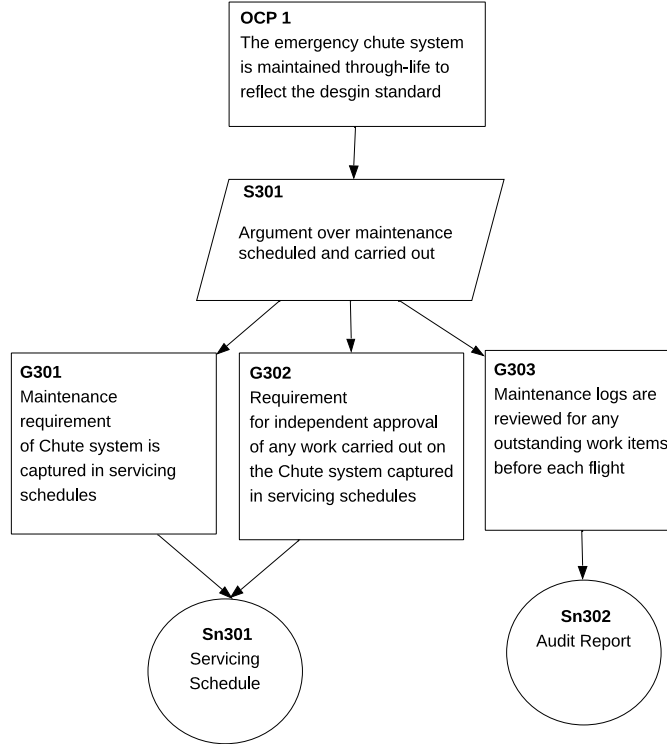 OCP 1
The emergency chute system
is maintained through-life to
reflect the desgin standard
S301
Argument over maintenance
scheduled and carried out
G301
Maintenance
requirement
of Chute system is
captured in servicing
schedules
G302
Requirement
for independent approval
of any work carried out on
the Chute system captured
in servicing schedules
G303
Maintenance logs are
reviewed for any
outstanding work items
before each flight
Sn301
Servicing
Schedule
Sn302
Audit Report